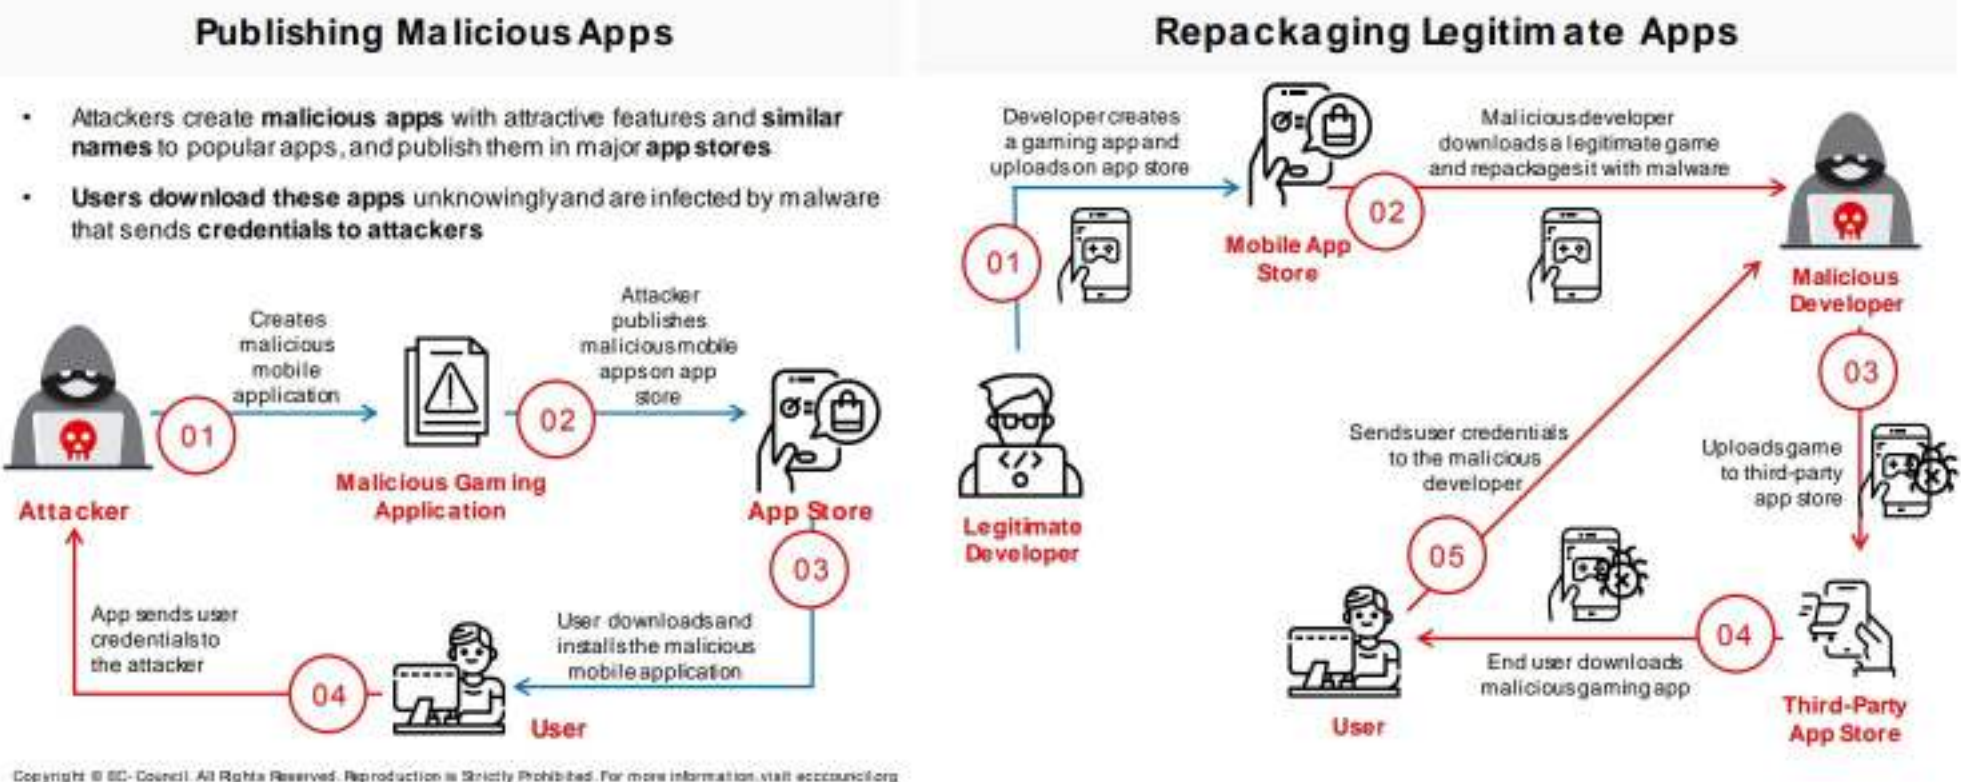 Publishing Malicious Apps
• Attackers create malicious apps with attractive features and similar
names to popular apps, and publish them in major app stores
• Users download these apps unknowingly and are infected by malware
that sends credentials to attackers
Attacker
01
Creates
malicious
mobile
application
Malicious Gaming
Application
02
Attacker
publishes
malicious mobile
apps on app
store
App Store
03
User downloads and
installs the malicious
mobile application
User
04
App sends user
credentials to
the attacker
Copyright © EC-Council. All Rights Reserved. Reproduction is Strictly Prohibited. For more information, visit eccouncil.org
Repackaging Legitimate Apps
Developer creates
a gaming app and
uploads on app store
01
Legitimate
Developer
Mobile App
Store
02
Malicious developer
downloads a legitimate game
and repackages it with malware
Malicious
Developer
03
Uploads game
to third-party
app store
</>
Third-Party
App Store
04
End user downloads
malicious gaming app
User
05
Sends user credentials
to the malicious
developer